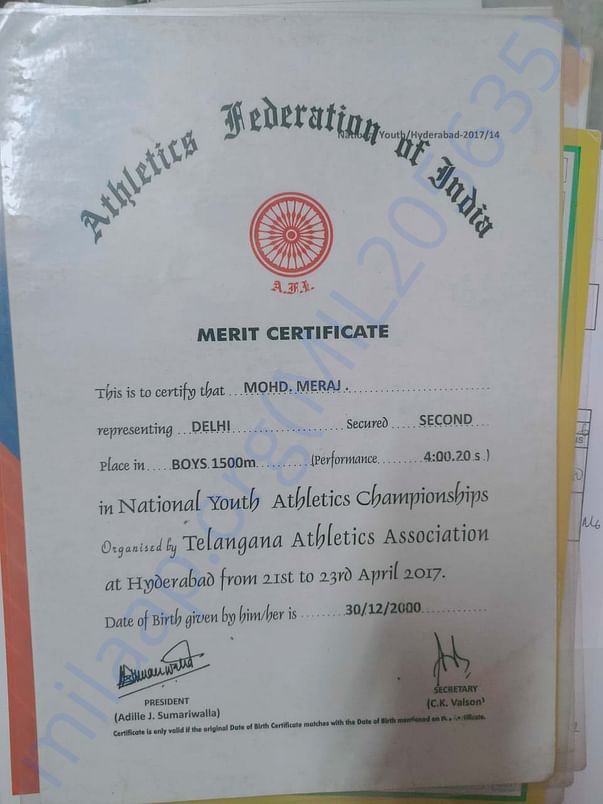 Athletics Federation of India
National Youth/Hyderabad-2017/14
A.F.I.
MERIT CERTIFICATE
This is to certify that ... MOHD. MERAJ .
representing ... DELHI ... Secured ... SECOND
Place in ..... BOYS 1500m ... (Performance ... 4:00.20 s )
in National Youth Athletics Championships
Organised by Telangana Athletics Association
at Hyderabad from 21st to 23rd April 2017.
Date of Birth given by him/her is ........ 30/12/2000
PRESIDENT
(Adille J. Sumariwalla)
SECRETARY
(C.K. Valson)
Certificate is only valid if the original Date of Birth Certificate matches with the Date of Birth mentioned on the Certificate.
milaap.org(MIL205635)